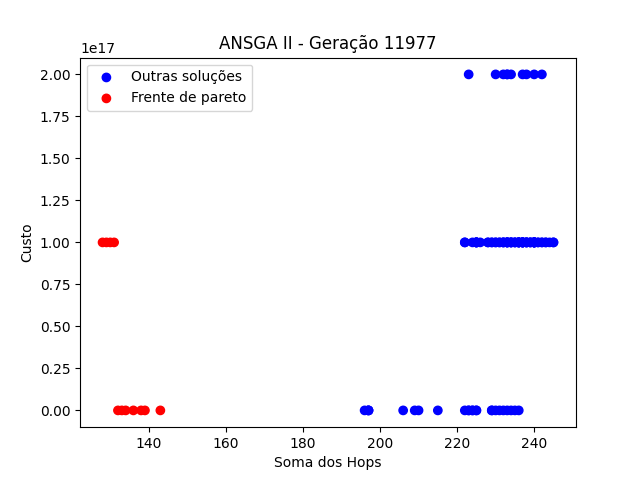 ANSGA II - Geração 11977
1e17
Outras soluções
Frente de pareto
2.00
1.75
1.50
1.25
1.00
0.75
0.50
0.25
0.00
Custo
140 160 180 200 220 240
Soma dos Hops